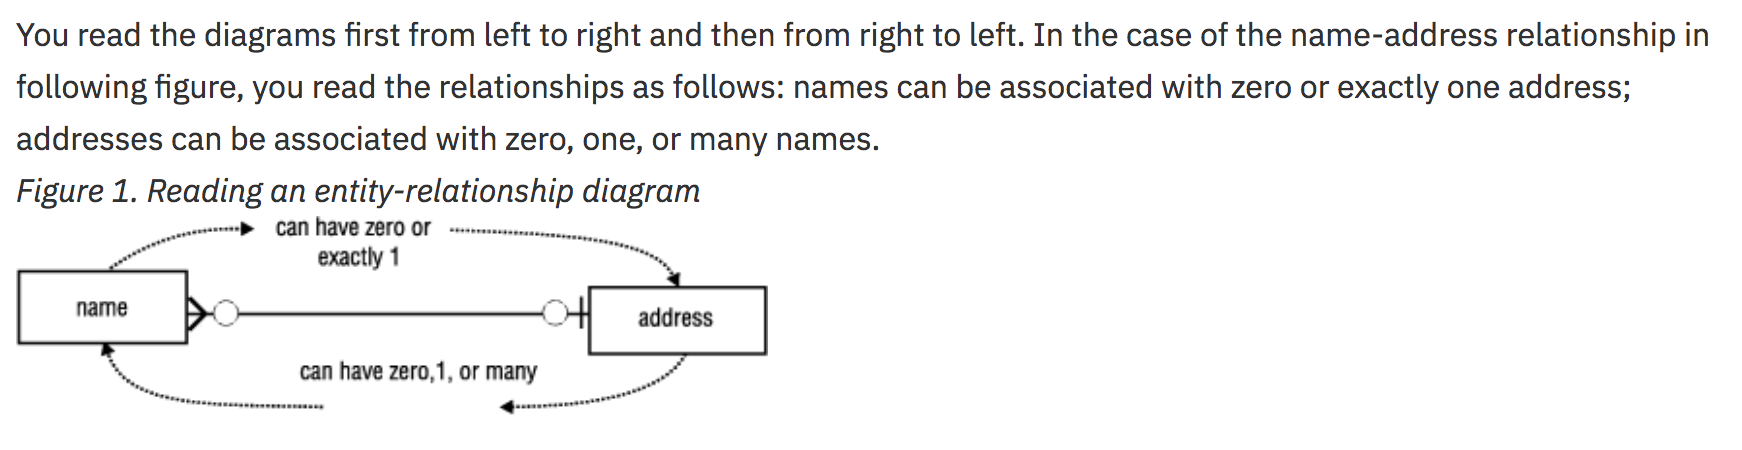 You read the diagrams first from left to right and then from right to left. In the case of the name-address relationship in
following figure, you read the relationships as follows: names can be associated with zero or exactly one address;
addresses can be associated with zero, one, or many names.
Figure 1. Reading an entity-relationship diagram
can have zero or
exactly 1
name
address
can have zero,1, or many